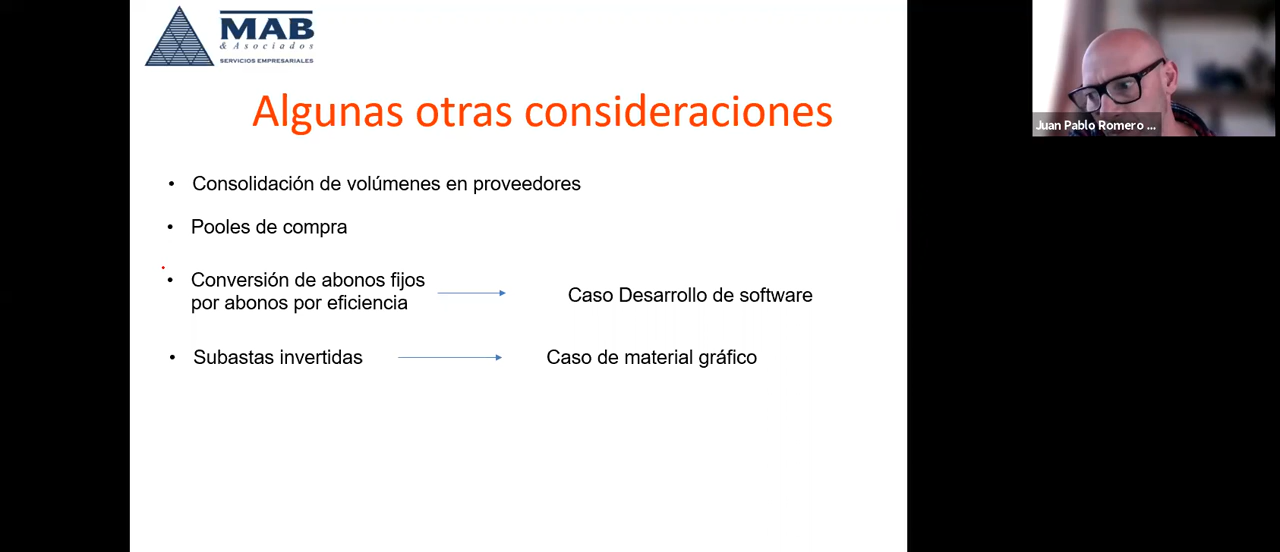 MAB
& Asociados
SERVICIOS EMPRESARIALES
Algunas otras consideraciones
Juan Pablo Romero ...
• Consolidación de volúmenes en proveedores
• Pooles de compra
• Conversión de abonos fijos
por abonos por eficiencia
Caso Desarrollo de software
• Subastas invertidas
Caso de material gráfico